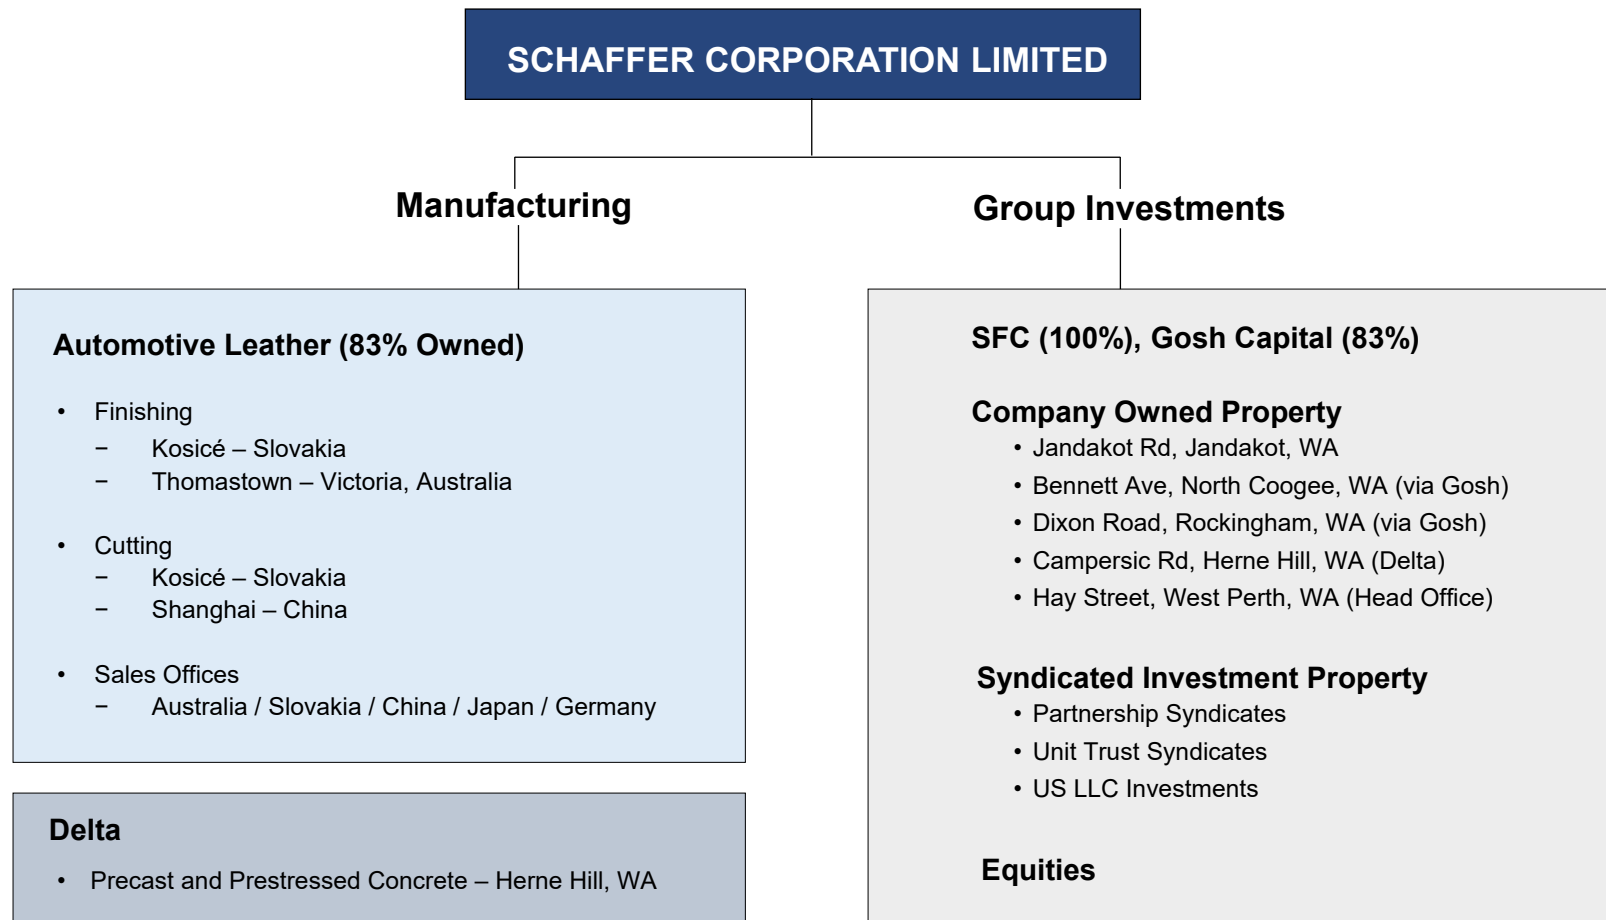 SCHAFFER CORPORATION LIMITED
Manufacturing
Group Investments
Automotive Leather (83% Owned)
• Finishing
− Kosicé – Slovakia
− Thomastown – Victoria, Australia
• Cutting
− Kosicé – Slovakia
− Shanghai – China
• Sales Offices
− Australia / Slovakia / China / Japan / Germany
Delta
• Precast and Prestressed Concrete – Herne Hill, WA
SFC (100%), Gosh Capital (83%)
Company Owned Property
• Jandakot Rd, Jandakot, WA
• Bennett Ave, North Coogee, WA (via Gosh)
• Dixon Road, Rockingham, WA (via Gosh)
• Campersic Rd, Herne Hill, WA (Delta)
• Hay Street, West Perth, WA (Head Office)
Syndicated Investment Property
• Partnership Syndicates
• Unit Trust Syndicates
• US LLC Investments
Equities